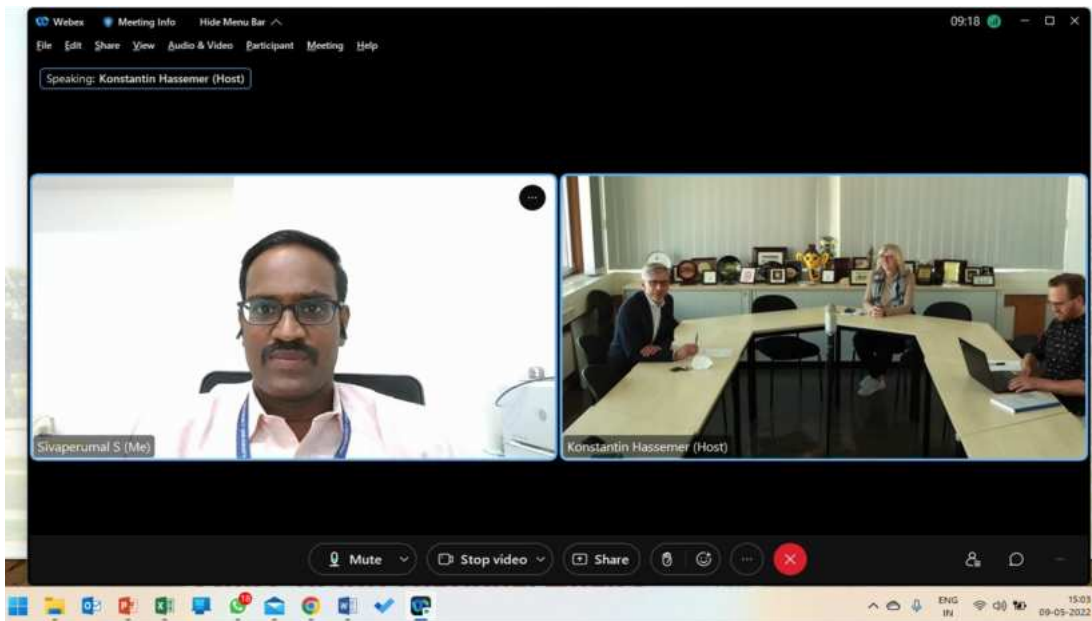 Webex Meeting Info Hide Menu Bar 09:18
File Edit Share View Audio & Video Participant Meeting Help
Speaking: Konstantin Hassemer (Host)
Sivaperumal S (Me)
Konstantin Hassemer (Host)
Mute Stop video Share
18
ENG 15:03
IN 09-05-2022